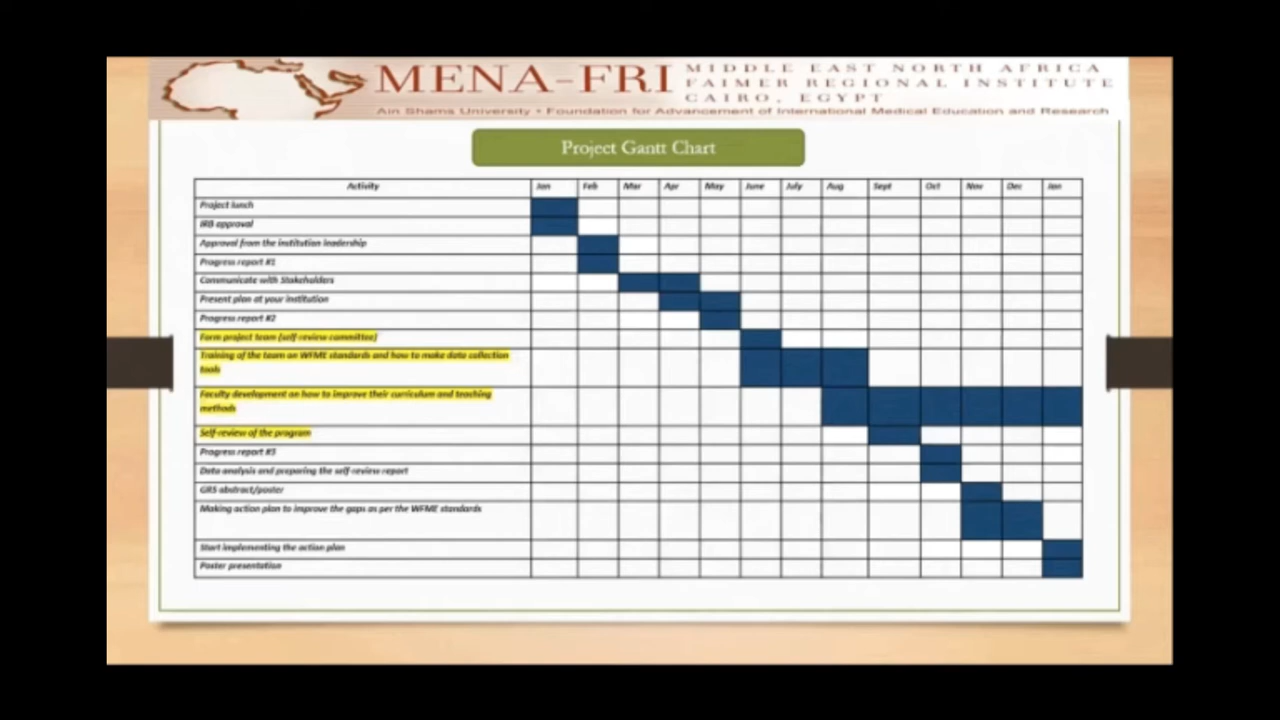 MENA-FRI
MIDDLE EAST NORTH AFRICA
FAIMER REGIONAL INSTITUTE
CAIRO, EGYPT
Ain Shams University • Foundation for Advancement of International Medical Education and Research
Project Gantt Chart
Activity Jan Feb Mar Apr May June July Aug Sept Oct Nov Dec Jan
Project lunch
IRB approval
Approval from the institution leadership
Progress report #1
Communicate with Stakeholders
Present plan at your institution
Progress report #2
Form project team (self-review committee)
Training of the team on WFME standards and how to make data collection
tools
Faculty development on how to improve their curriculum and teaching
methods
Self-review of the program
Progress report #3
Data analysis and preparing the self-review report
GRS abstract/poster
Making action plan to improve the gaps as per the WFME standards
Start implementing the action plan
Poster presentation